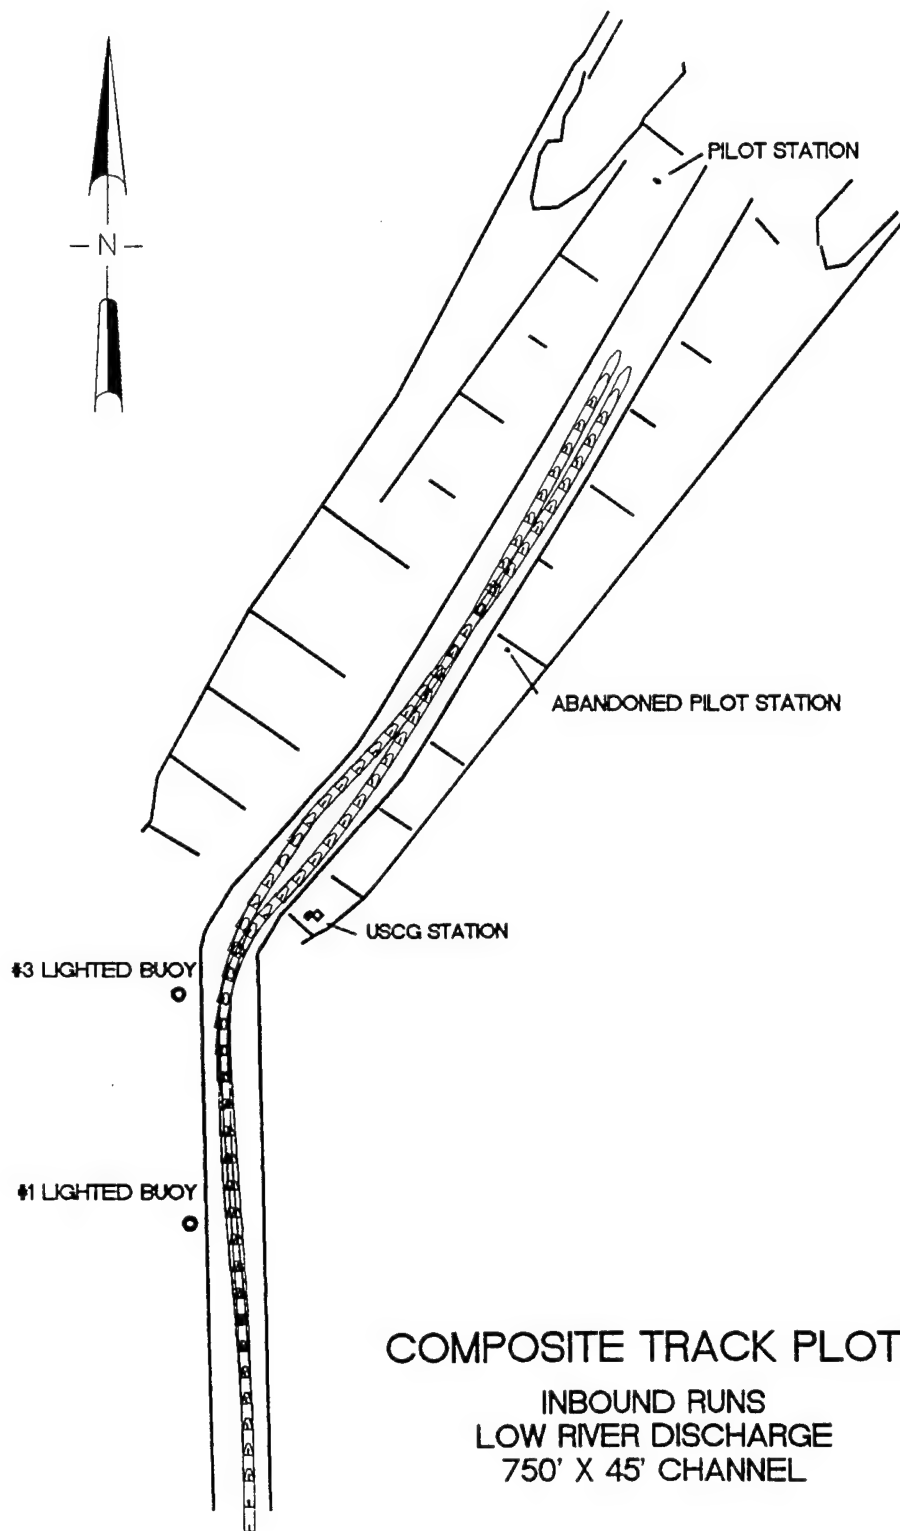 PILOT STATION
- N -
ABANDONED PILOT STATION
USCG STATION
#3 LIGHTED BUOY
#1 LIGHTED BUOY
COMPOSITE TRACK PLOT
INBOUND RUNS
LOW RIVER DISCHARGE
750' X 45' CHANNEL